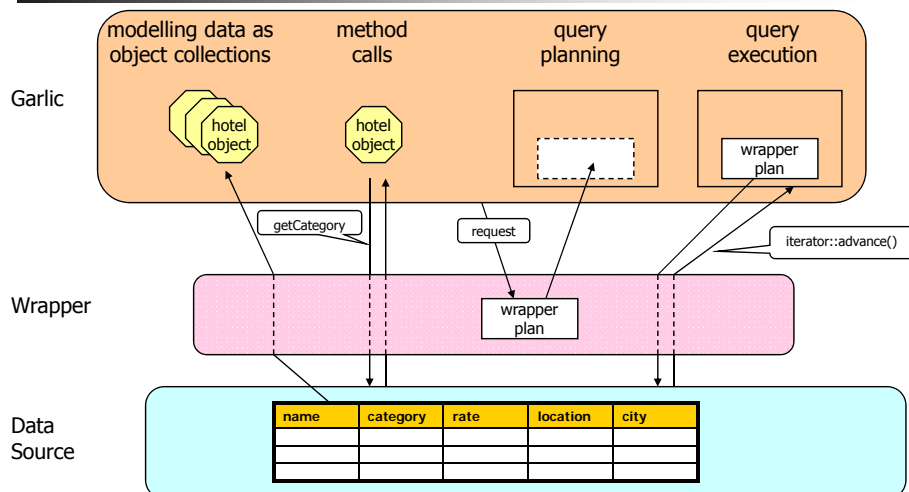 modelling data as
object collections
method
calls
query
planning
query
execution
Garlic
hotel
object
hotel
object
wrapper
plan
getCategory
request
iterator::advance()
Wrapper
wrapper
plan
Data
Source
name category rate location city